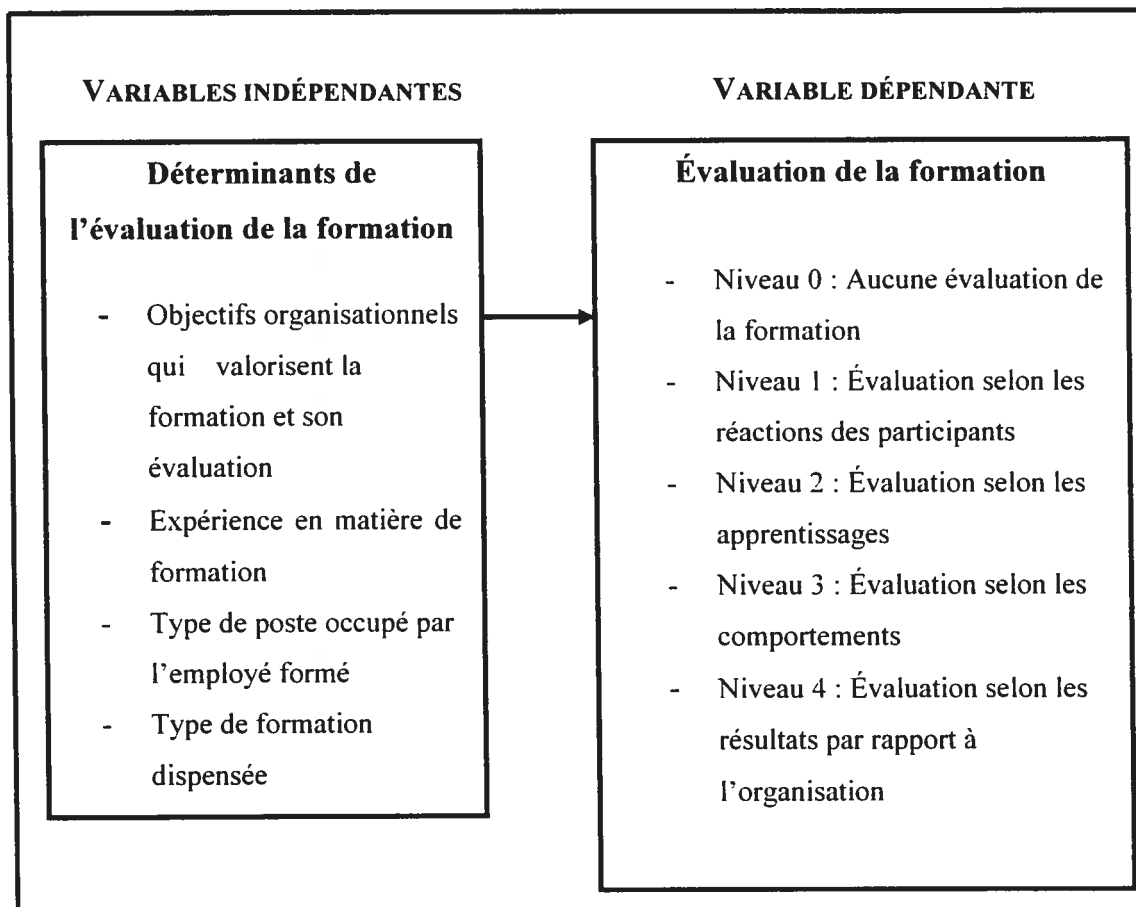 VARIABLES INDÉPENDANTES
Déterminants de
l'évaluation de la formation
- Objectifs organisationnels
qui valorisent la
formation et son
évaluation
- Expérience en matière de
formation
- Type de poste occupé par
l'employé formé
- Type de formation
dispensée
VARIABLE DÉPENDANTE
Évaluation de la formation
- Niveau 0 : Aucune évaluation de
la formation
- Niveau 1 : Évaluation selon les
réactions des participants
- Niveau 2 : Évaluation selon les
apprentissages
- Niveau 3 : Évaluation selon les
comportements
- Niveau 4 : Évaluation selon les
résultats par rapport à
l'organisation